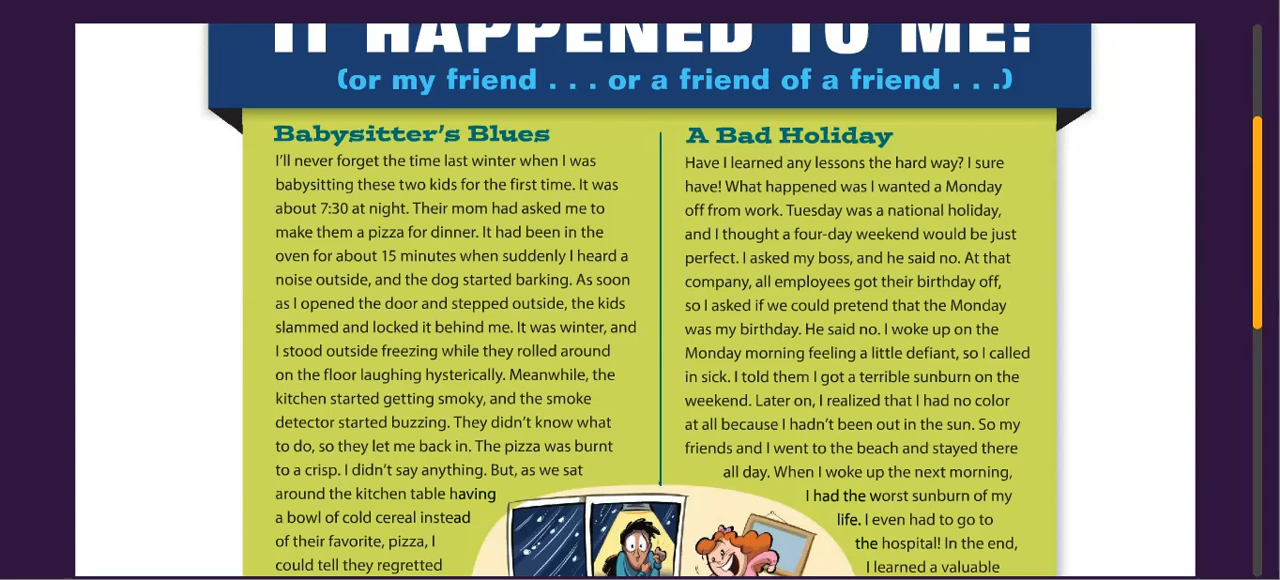 IT HAPPENED TO ME!
(or my friend . . . or a friend of a friend . . .)
Babysitter's Blues
I'll never forget the time last winter when I was
babysitting these two kids for the first time. It was
about 7:30 at night. Their mom had asked me to
make them a pizza for dinner. It had been in the
oven for about 15 minutes when suddenly I heard a
noise outside, and the dog started barking. As soon
as I opened the door and stepped outside, the kids
slammed and locked it behind me. It was winter, and
I stood outside freezing while they rolled around
on the floor laughing hysterically. Meanwhile, the
kitchen started getting smoky, and the smoke
detector started buzzing. They didn't know what
to do, so they let me back in. The pizza was burnt
to a crisp. I didn't say anything. But, as we sat
around the kitchen table having
a bowl of cold cereal instead
of their favorite, pizza, I
could tell they regretted
A Bad Holiday
Have I learned any lessons the hard way? I sure
have! What happened was I wanted a Monday
off from work. Tuesday was a national holiday,
and I thought a four-day weekend would be just
perfect. I asked my boss, and he said no. At that
company, all employees got their birthday off,
so I asked if we could pretend that the Monday
was my birthday. He said no. I woke up on the
Monday morning feeling a little defiant, so I called
in sick. I told them I got a terrible sunburn on the
weekend. Later on, I realized that I had no color
at all because I hadn't been out in the sun. So my
friends and I went to the beach and stayed there
all day. When I woke up the next morning,
I had the worst sunburn of my
life. I even had to go to
the hospital! In the end,
I learned a valuable